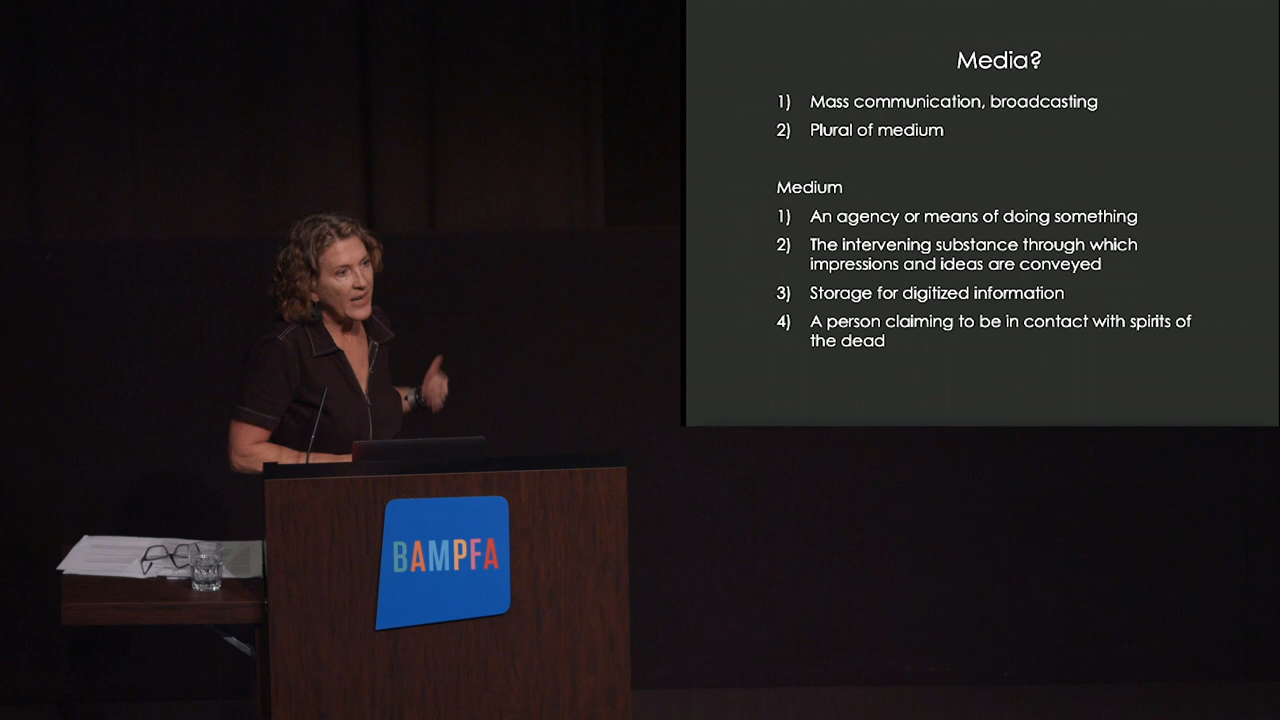 Media?
1) Mass communication, broadcasting
2) Plural of medium
Medium
1) An agency or means of doing something
2) The intervening substance through which
impressions and ideas are conveyed
3) Storage for digitized information
4) A person claiming to be in contact with spirits of
the dead
BAMPFA